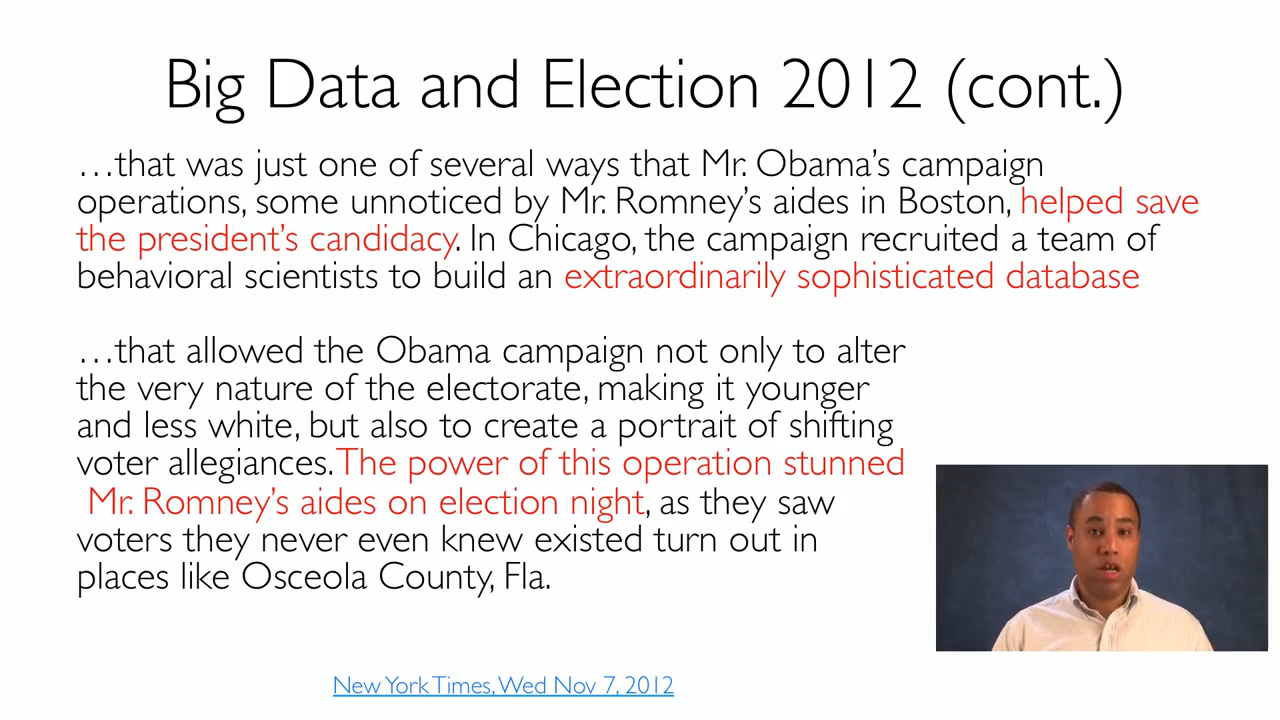 Big Data and Election 2012 (cont.)
…that was just one of several ways that Mr. Obama’s campaign
operations, some unnoticed by Mr. Romney’s aides in Boston, helped save
the president’s candidacy. In Chicago, the campaign recruited a team of
behavioral scientists to build an extraordinarily sophisticated database
…that allowed the Obama campaign not only to alter
the very nature of the electorate, making it younger
and less white, but also to create a portrait of shifting
voter allegiances. The power of this operation stunned
Mr. Romney’s aides on election night, as they saw
voters they never even knew existed turn out in
places like Osceola County, Fla.
New York Times, Wed Nov 7, 2012